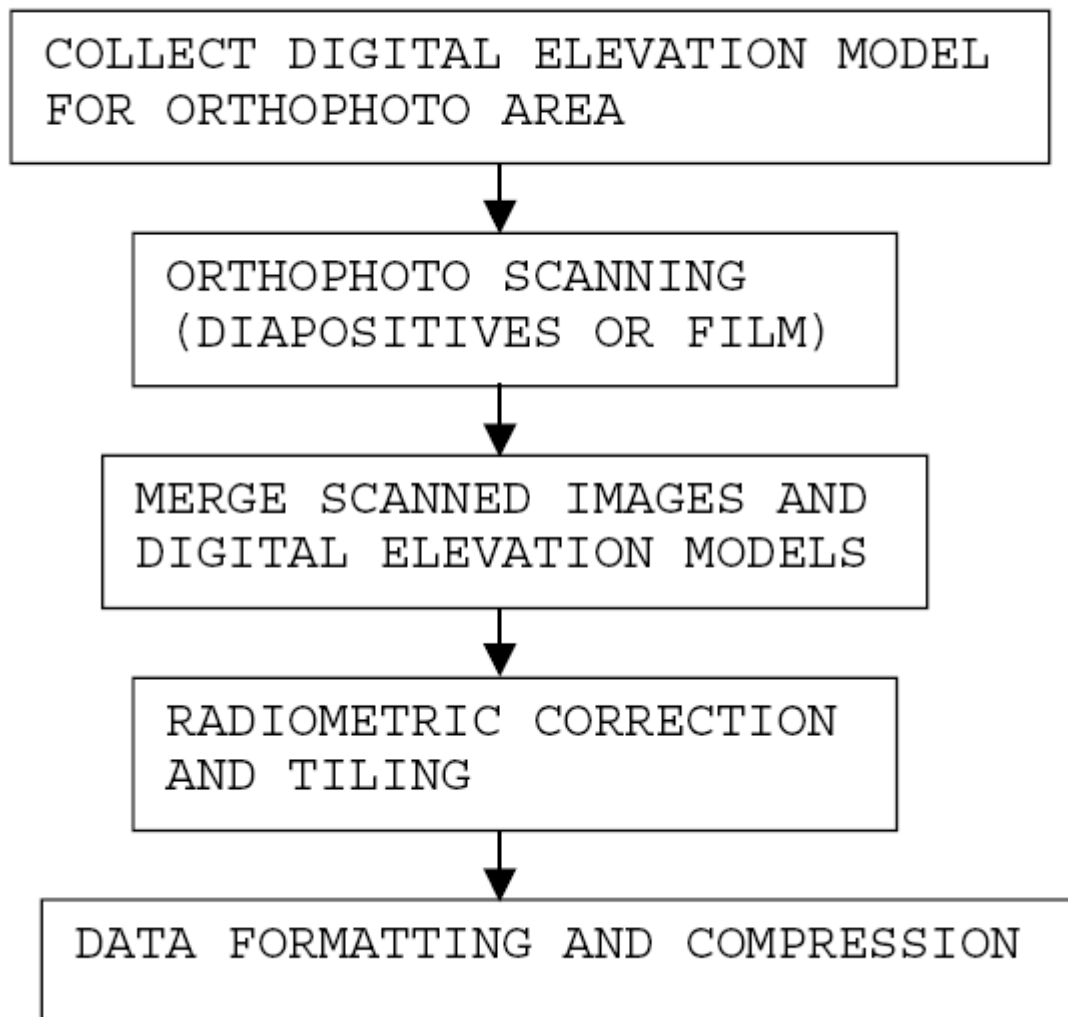 COLLECT DIGITAL ELEVATION MODEL
FOR ORTHOPHOTO AREA
ORTHOPHOTO SCANNING
(DIAPOSITIVES OR FILM)
MERGE SCANNED IMAGES AND
DIGITAL ELEVATION MODELS
RADIOMETRIC CORRECTION
AND TILING
DATA FORMATTING AND COMPRESSION